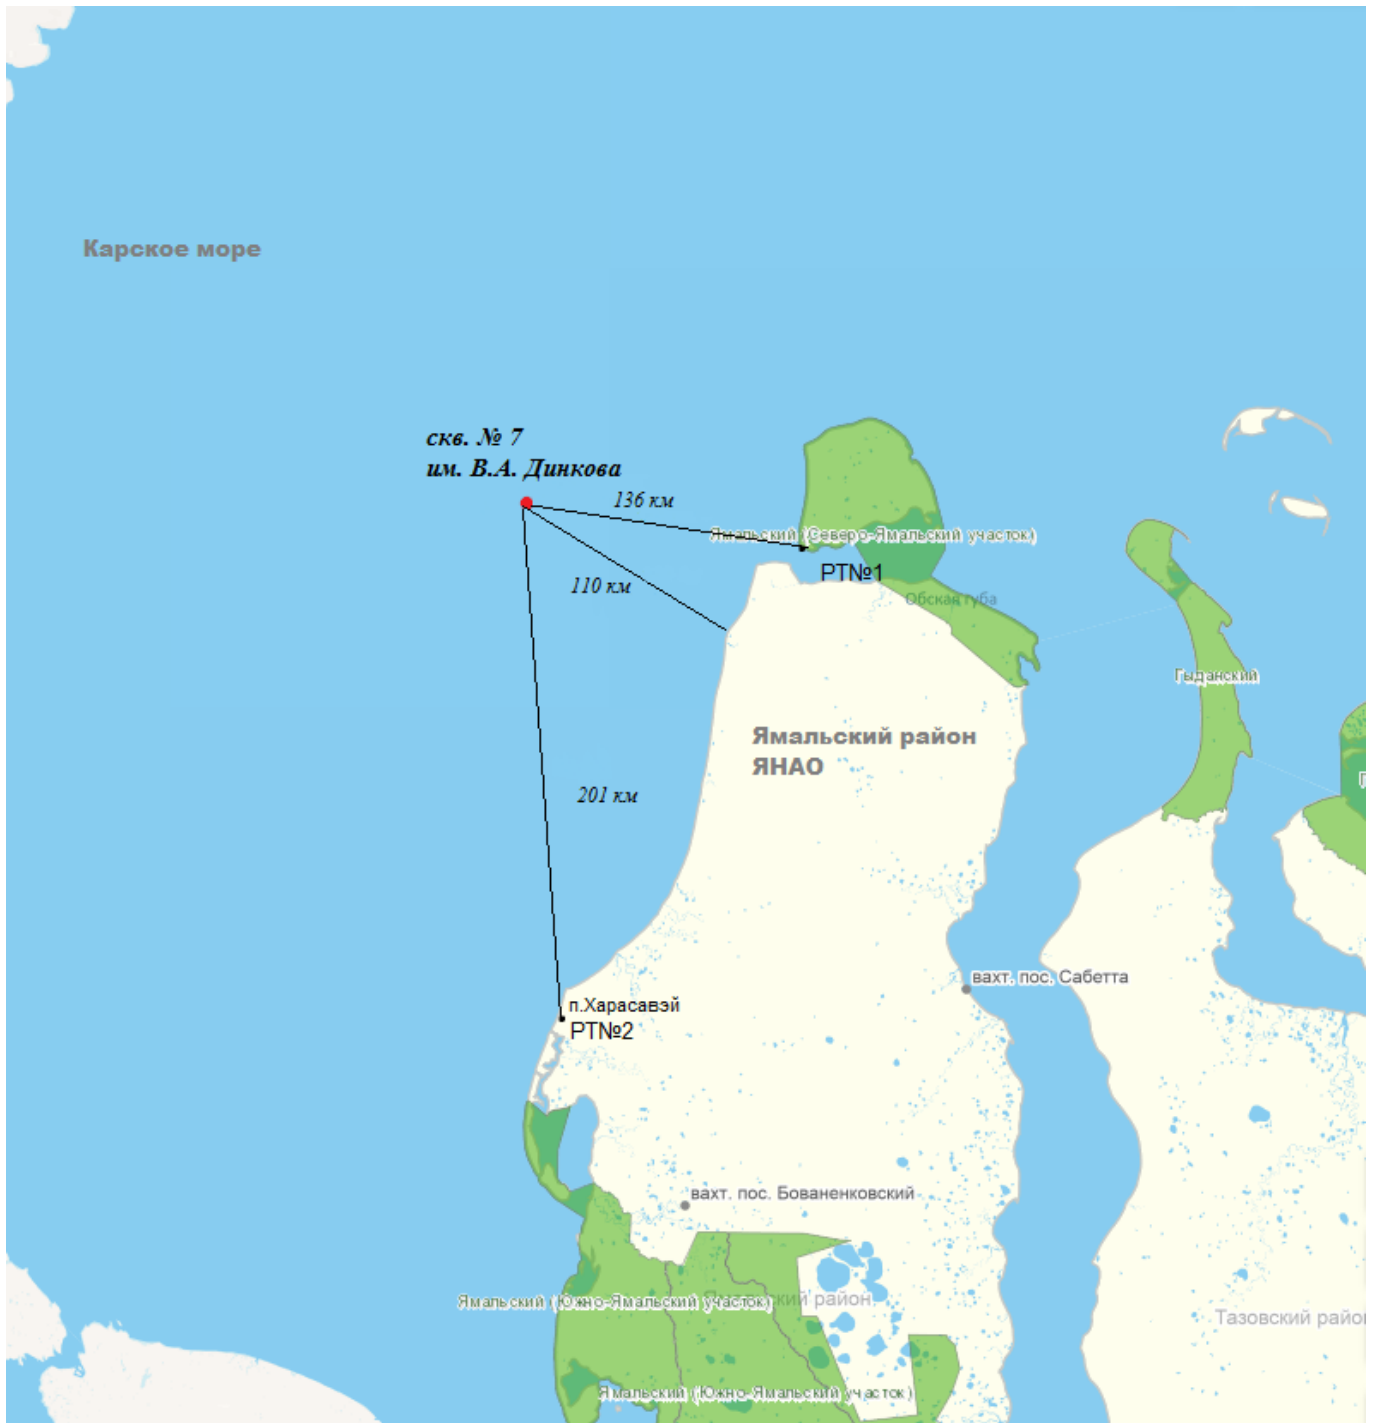 Карское море
скв. № 7
им. В.А. Динкова
136 км
Ямальский (Северо-Ямальский участок)
РТ№1
110 км
Обская губа
Гыданский
Ямальский район
ЯНАО
201 км
вахт. пос. Сабетта
п.Харасавэй
РТ№2
вахт. пос. Бованенковский
Ямальский (Южно-Ямальский участок)
Ямальский район
Тазовский район
Ямальский (Южно-Ямальский участок)